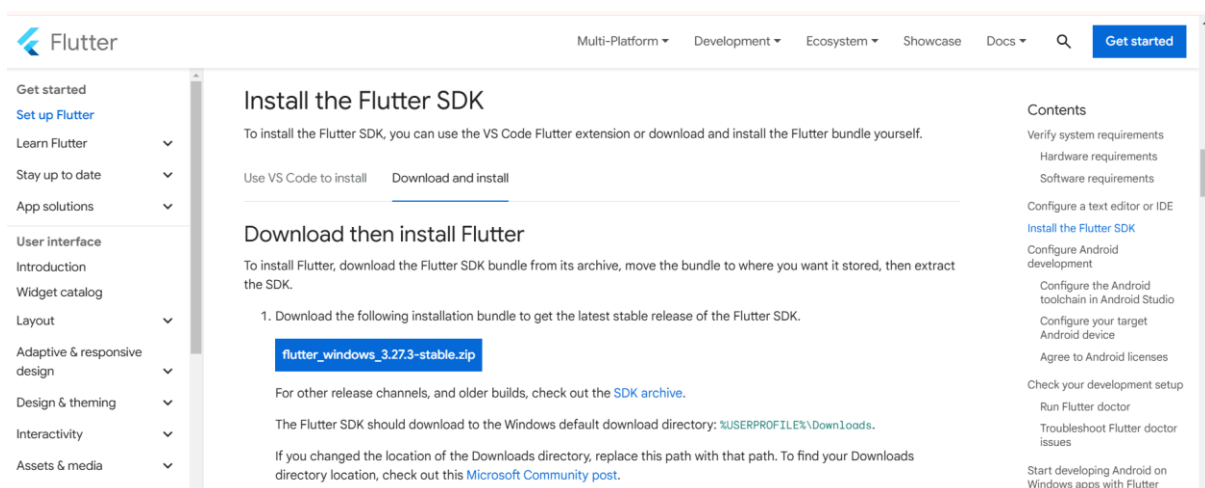 Flutter
Multi-Platform
Development
Ecosystem
Showcase
Docs
Get started
Get started
Set up Flutter
Learn Flutter
Stay up to date
App solutions
User interface
Introduction
Widget catalog
Layout
Adaptive & responsive
design
Design & theming
Interactivity
Assets & media
Install the Flutter SDK
To install the Flutter SDK, you can use the VS Code Flutter extension or download and install the Flutter bundle yourself.
Use VS Code to install
Download and install
Download then install Flutter
To install Flutter, download the Flutter SDK bundle from its archive, move the bundle to where you want it stored, then extract
the SDK.
1. Download the following installation bundle to get the latest stable release of the Flutter SDK.
flutter_windows_3.27.3-stable.zip
For other release channels, and older builds, check out the SDK archive.
The Flutter SDK should download to the Windows default download directory: %USERPROFILE%\Downloads.
If you changed the location of the Downloads directory, replace this path with that path. To find your Downloads
directory location, check out this Microsoft Community post.
Contents
Verify system requirements
Hardware requirements
Software requirements
Configure a text editor or IDE
Install the Flutter SDK
Configure Android
development
Configure the Android
toolchain in Android Studio
Configure your target
Android device
Agree to Android licenses
Check your development setup
Run Flutter doctor
Troubleshoot Flutter doctor
issues
Start developing Android on
Windows apps with Flutter